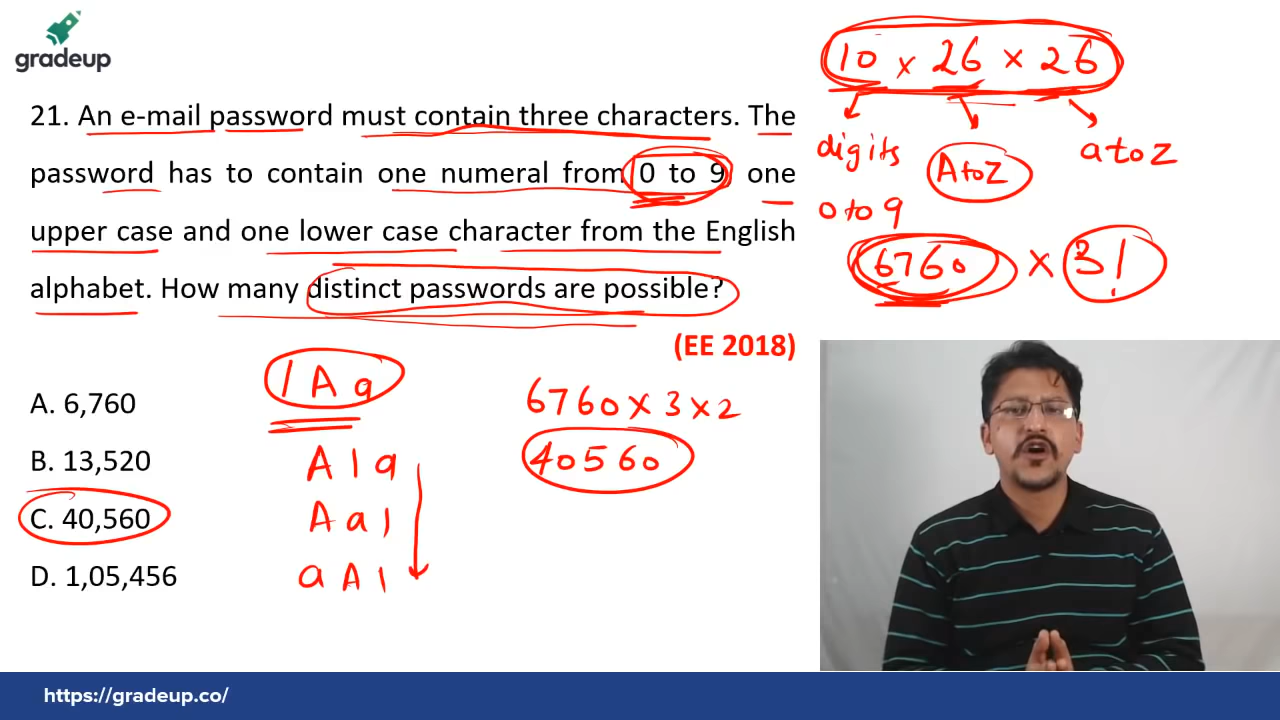 gradeup
10 × 26 × 26
digits
0 to 9
A to Z
a to z
6760 × 3!
21. An e-mail password must contain three characters. The
password has to contain one numeral from 0 to 9, one
upper case and one lower case character from the English
alphabet. How many distinct passwords are possible?
(EE 2018)
A. 6,760
B. 13,520
C. 40,560
D. 1,05,456
1 A a
A 1 a
A a 1
a A 1
6760 × 3 × 2
40560
https://gradeup.co/